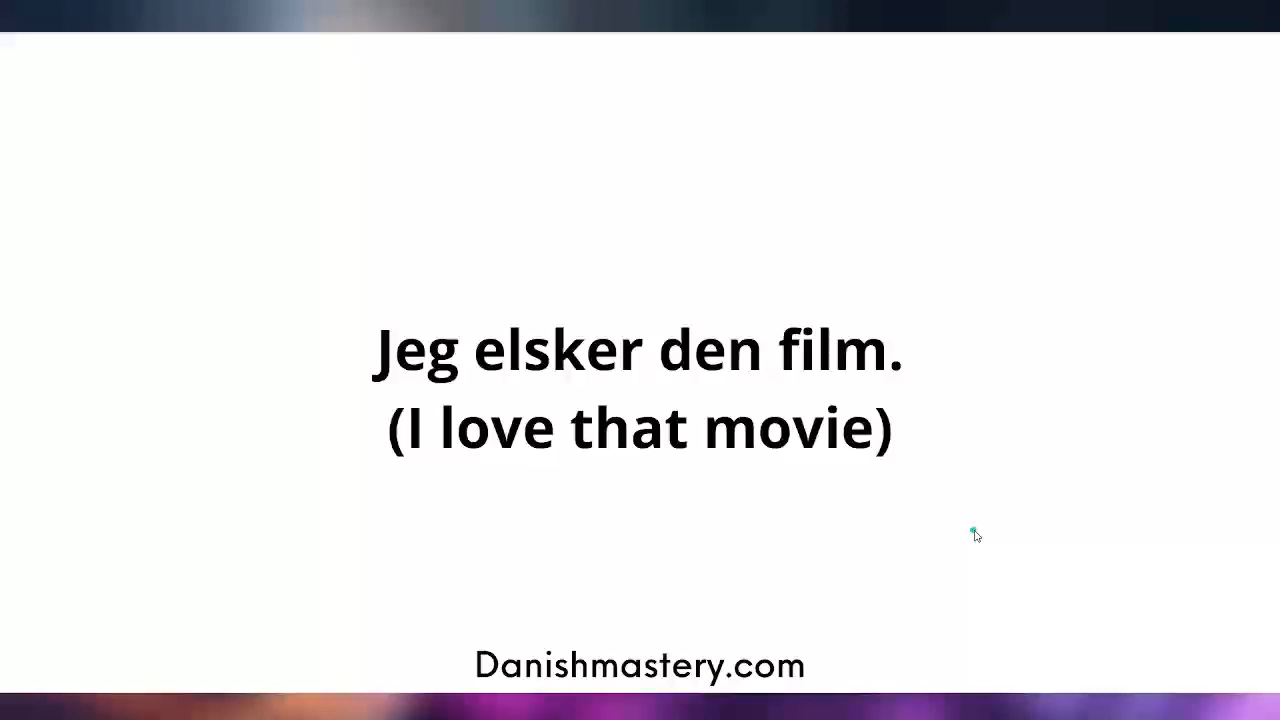 Jeg elsker den film.
(I love that movie)
Danishmastery.com